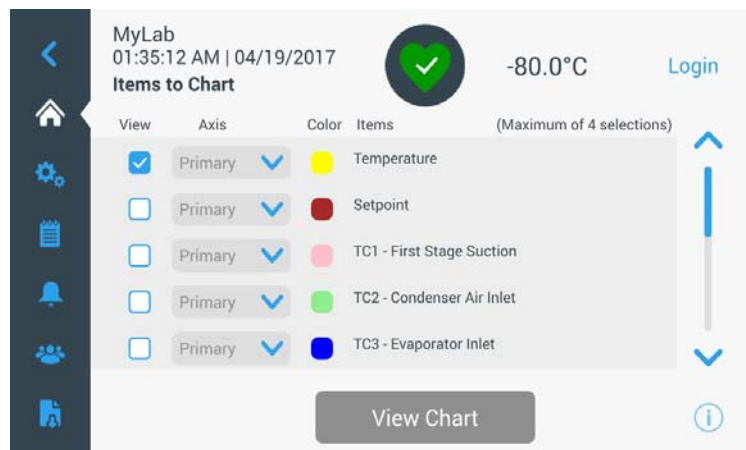 MyLab
01:35:12 AM | 04/19/2017
Items to Chart
-80.0°C
Login
View Axis Color Items (Maximum of 4 selections)
Primary Temperature
Primary Setpoint
Primary TC1 - First Stage Suction
Primary TC2 - Condenser Air Inlet
Primary TC3 - Evaporator Inlet
View Chart
i